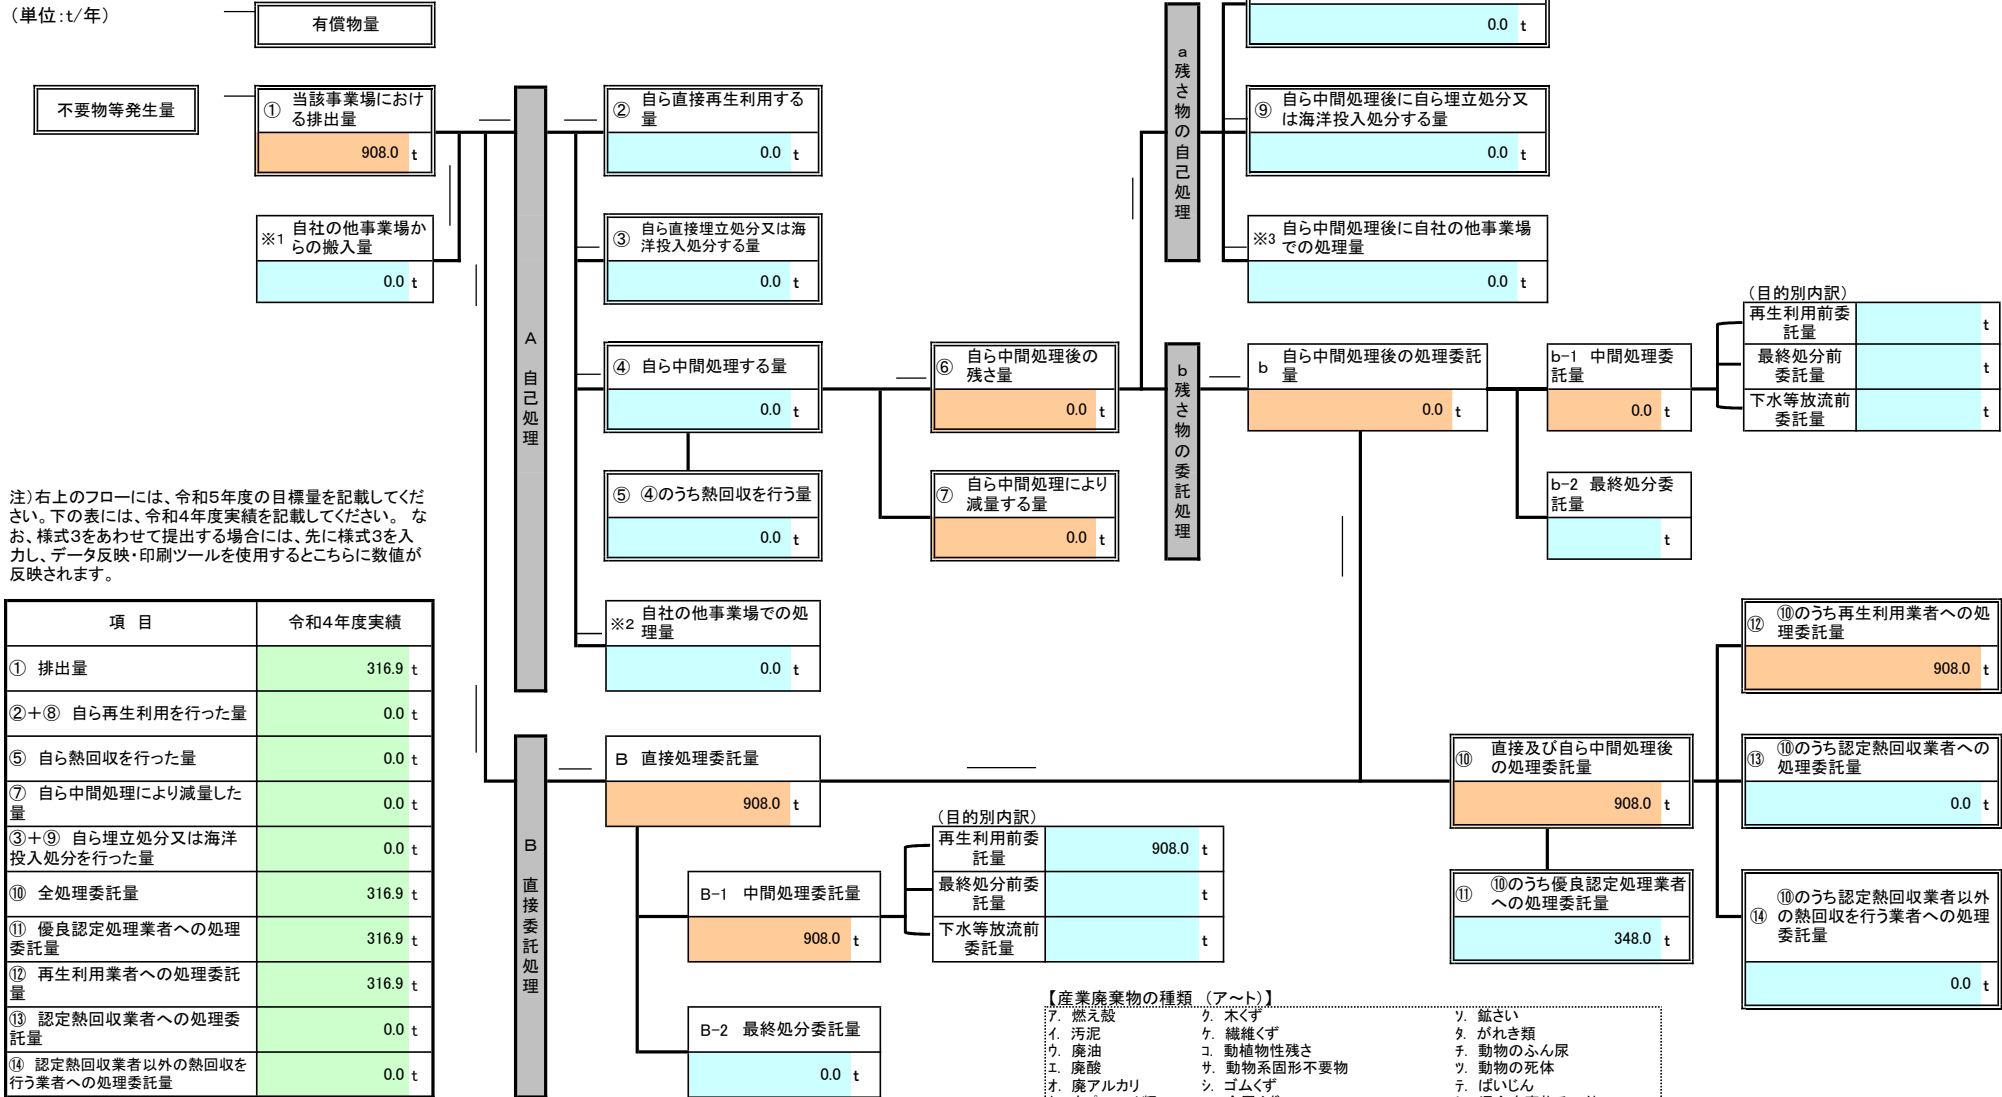 （単位：t/年）
有償物量
0.0 t
不要物等発生量
① 当該事業場におけ
る排出量
908.0 t
※1 自社の他事業場か
らの搬入量
0.0 t
A 自己処理
② 自ら直接再生利用する
量
0.0 t
③ 自ら直接埋立処分又は海
洋投入処分する量
0.0 t
④ 自ら中間処理する量
0.0 t
⑤ ④のうち熱回収を行う量
0.0 t
※2 自社の他事業場での処
理量
0.0 t
⑥ 自ら中間処理後の
残さ量
0.0 t
⑦ 自ら中間処理により
減量する量
0.0 t
a 残さ物の自己処理
⑨ 自ら中間処理後に自ら埋立処分又
は海洋投入処分する量
0.0 t
※3 自ら中間処理後に自社の他事業場
での処理量
0.0 t
b 残さ物の委託処理
b 自ら中間処理後の処理委託
量
0.0 t
b-1 中間処理委
託量
0.0 t
b-2 最終処分委
託量
t
（目的別内訳）
再生利用前委
託量
t
最終処分前
委託量
t
下水等放流前
委託量
t
注）右上のフローには、令和5年度の目標量を記載してくだ
さい。下の表には、令和4年度実績を記載してください。 な
お、様式3をあわせて提出する場合には、先に様式3を入
力し、データ反映・印刷ツールを使用するとこちらに数値が
反映されます。
項 目 令和4年度実績
① 排出量 316.9 t
②＋⑧ 自ら再生利用を行った量 0.0 t
⑤ 自ら熱回収を行った量 0.0 t
⑦ 自ら中間処理により減量した
量 0.0 t
③＋⑨ 自ら埋立処分又は海洋
投入処分を行った量 0.0 t
⑩ 全処理委託量 316.9 t
⑪ 優良認定処理業者への処理
委託量 316.9 t
⑫ 再生利用業者への処理委託
量 316.9 t
⑬ 認定熱回収業者への処理委
託量 0.0 t
⑭ 認定熱回収業者以外の熱回収を
行う業者への処理委託量 0.0 t
B 直接委託処理
B 直接処理委託量
908.0 t
B-1 中間処理委託量
908.0 t
B-2 最終処分委託量
0.0 t
（目的別内訳）
再生利用前委
託量
908.0 t
最終処分前委
託量
t
下水等放流前
委託量
t
⑩ 直接及び自ら中間処理後
の処理委託量
908.0 t
⑪ ⑩のうち優良認定処理業者
への処理委託量
348.0 t
⑫ ⑩のうち再生利用業者への処
理委託量
908.0 t
⑬ ⑩のうち認定熱回収業者への
処理委託量
0.0 t
⑭ ⑩のうち認定熱回収業者以外
の熱回収を行う業者への処理
委託量
0.0 t
【産業廃棄物の種類 （ア～ト）】
ア. 燃え殻 ク. 木くず ソ. 鉱さい
イ. 汚泥 ケ. 繊維くず タ. がれき類
ウ. 廃油 コ. 動植物性残さ チ. 動物のふん尿
エ. 廃酸 サ. 動物系固形不要物 ツ. 動物の死体
オ. 廃アルカリ シ. ゴムくず テ. ばいじん